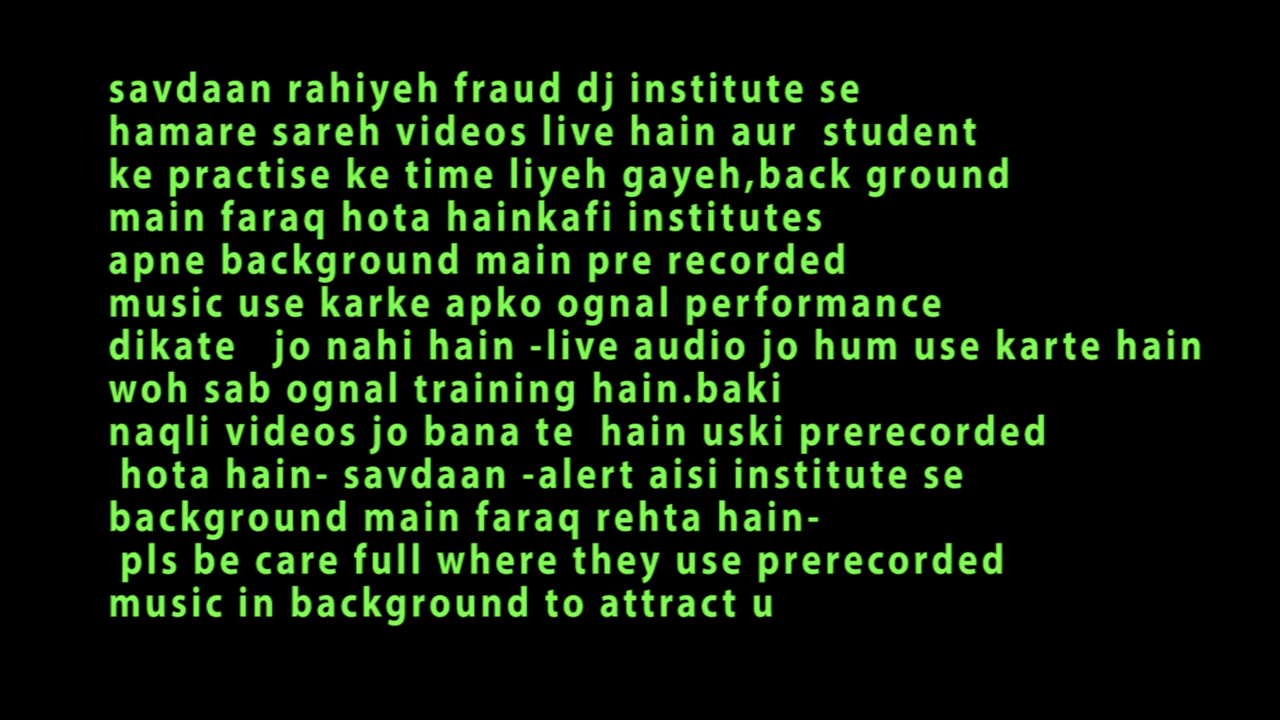 savdaan rahiyeh fraud dj institute se
hamare sareh videos live hain aur  student
ke practise ke time liyeh gayeh,back ground
main faraq hota hainkafi institutes
apne background main pre recorded
music use karke apko ognal performance
dikate   jo nahi hain -live audio jo hum use karte hain
woh sab ognal training hain.baki
naqli videos jo bana te  hain uski prerecorded
hota hain- savdaan -alert aisi institute se
background main faraq rehta hain-
pls be care full where they use prerecorded
music in background to attract u